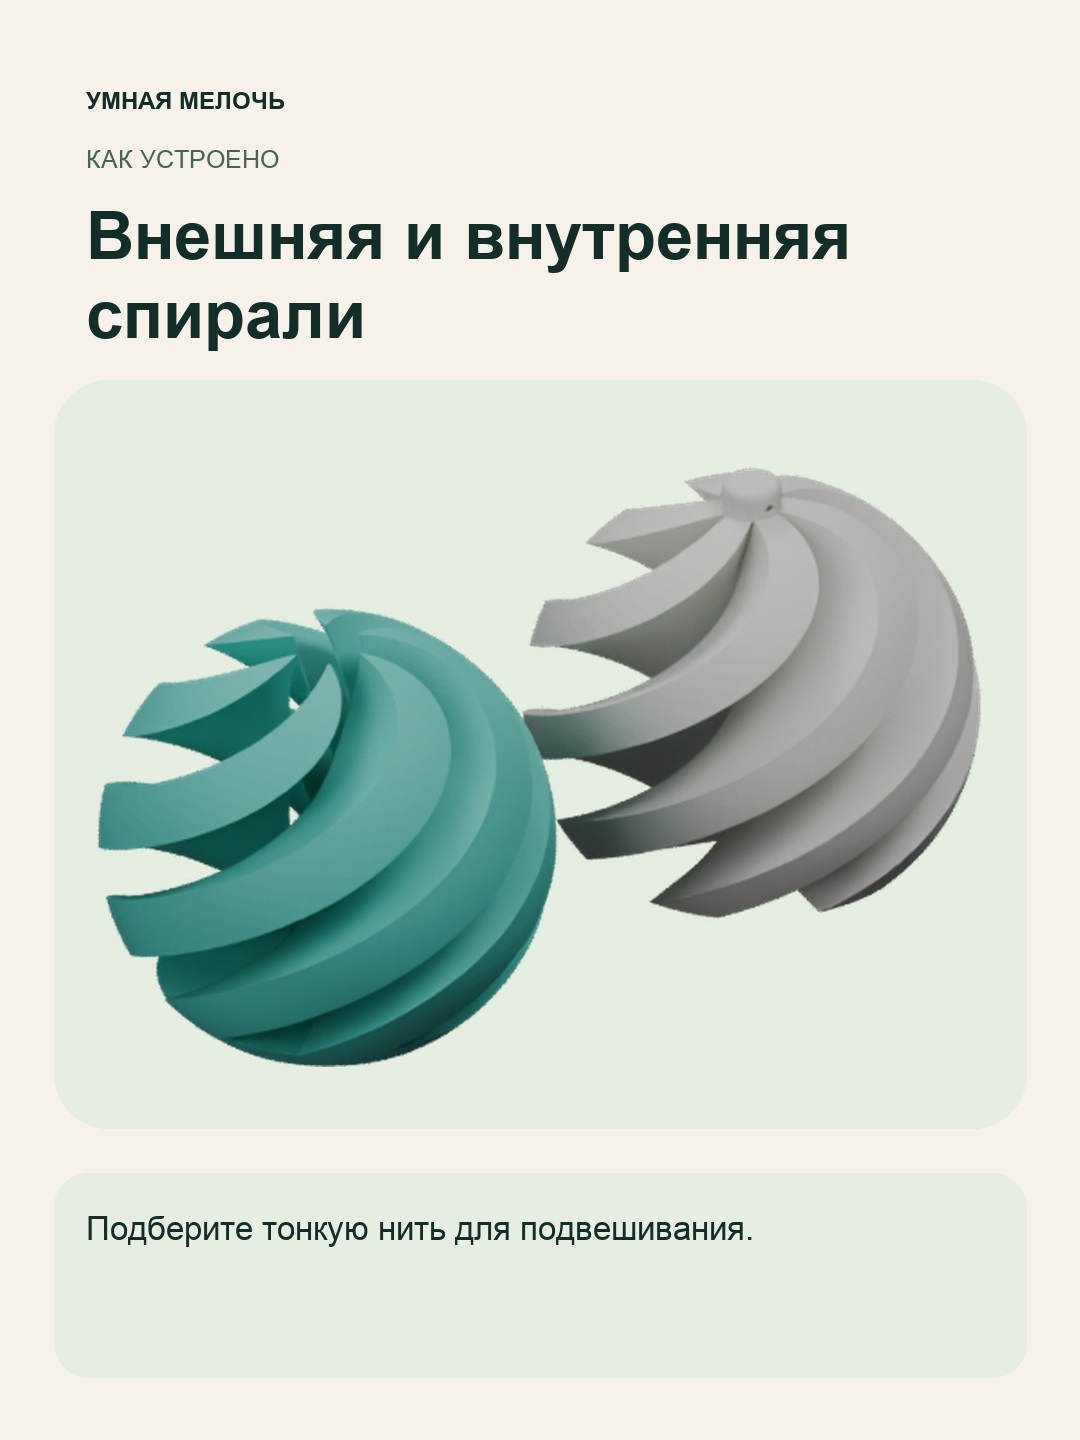 УМНАЯ МЕЛОЧЬ
КАК УСТРОЕНО
Внешняя и внутренняя
спирали
Подберите тонкую нить для подвешивания.